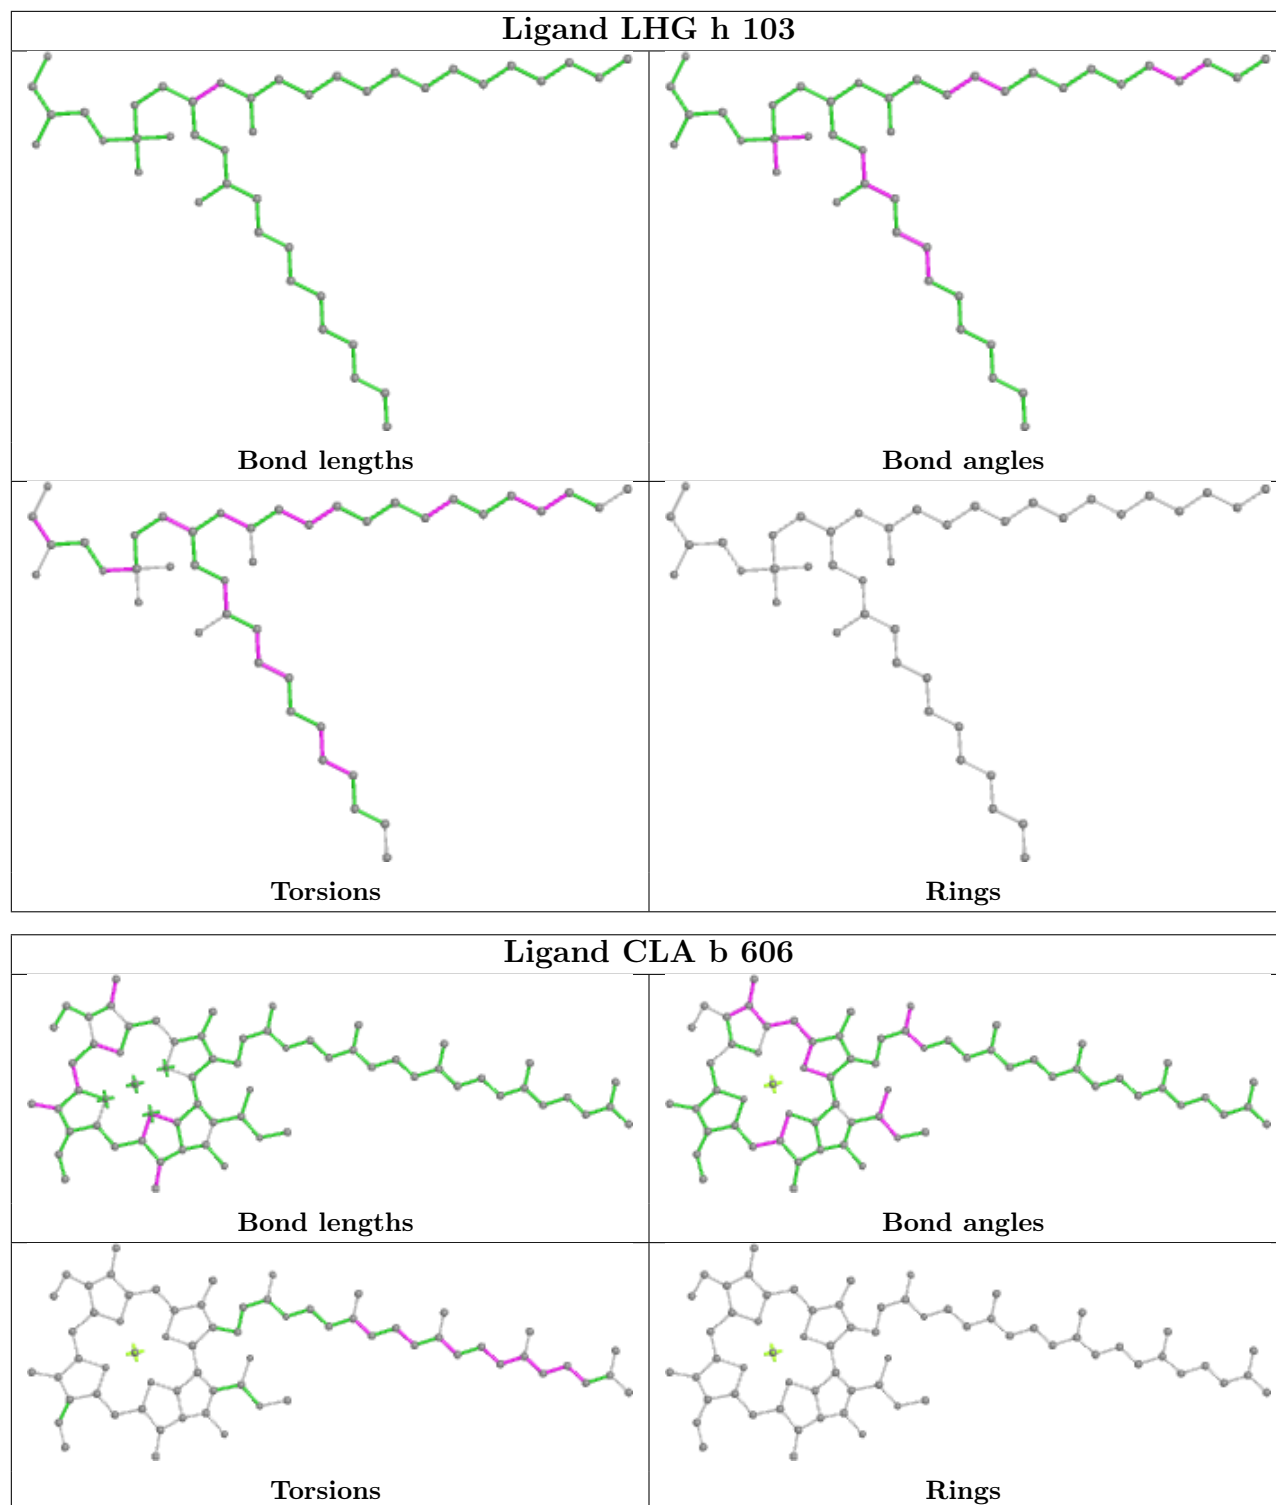 Ligand LHG h 103
Bond lengths
Bond angles
Torsions
Rings
Ligand CLA b 606
Bond lengths
Bond angles
Torsions
Rings